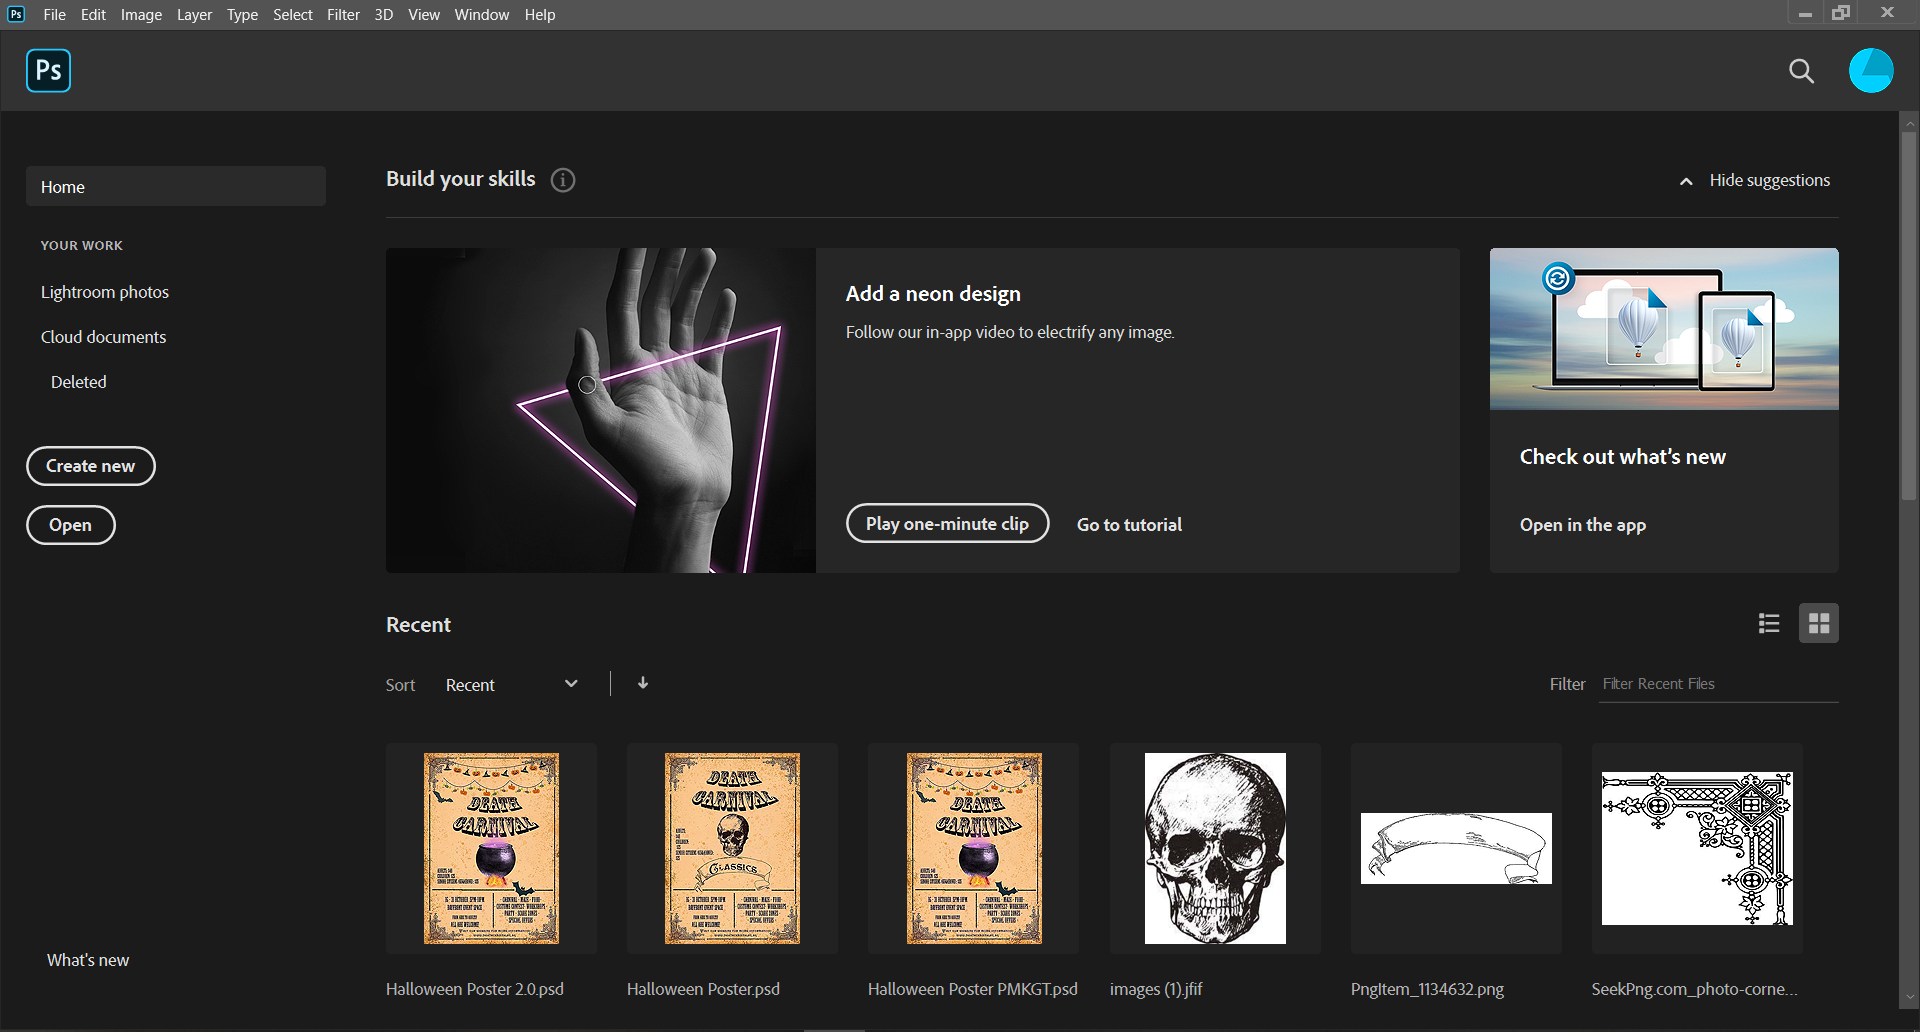 Ps File Edit Image Layer Type Select Filter 3D View Window Help
Ps
Home
YOUR WORK
Lightroom photos
Cloud documents
Deleted
Create new
Open
What's new
Build your skills
Hide suggestions
Add a neon design
Follow our in-app video to electrify any image.
Play one-minute clip
Go to tutorial
Check out what's new
Open in the app
Recent
Sort Recent
Filter Filter Recent Files
DEATH
CARNIVAL
DEATH
CARNIVAL
CLASSICS
DEATH
CARNIVAL
Halloween Poster 2.0.psd
Halloween Poster.psd
Halloween Poster PMKGT.psd
images (1).jfif
PngItem_1134632.png
SeekPng.com_photo-corne...